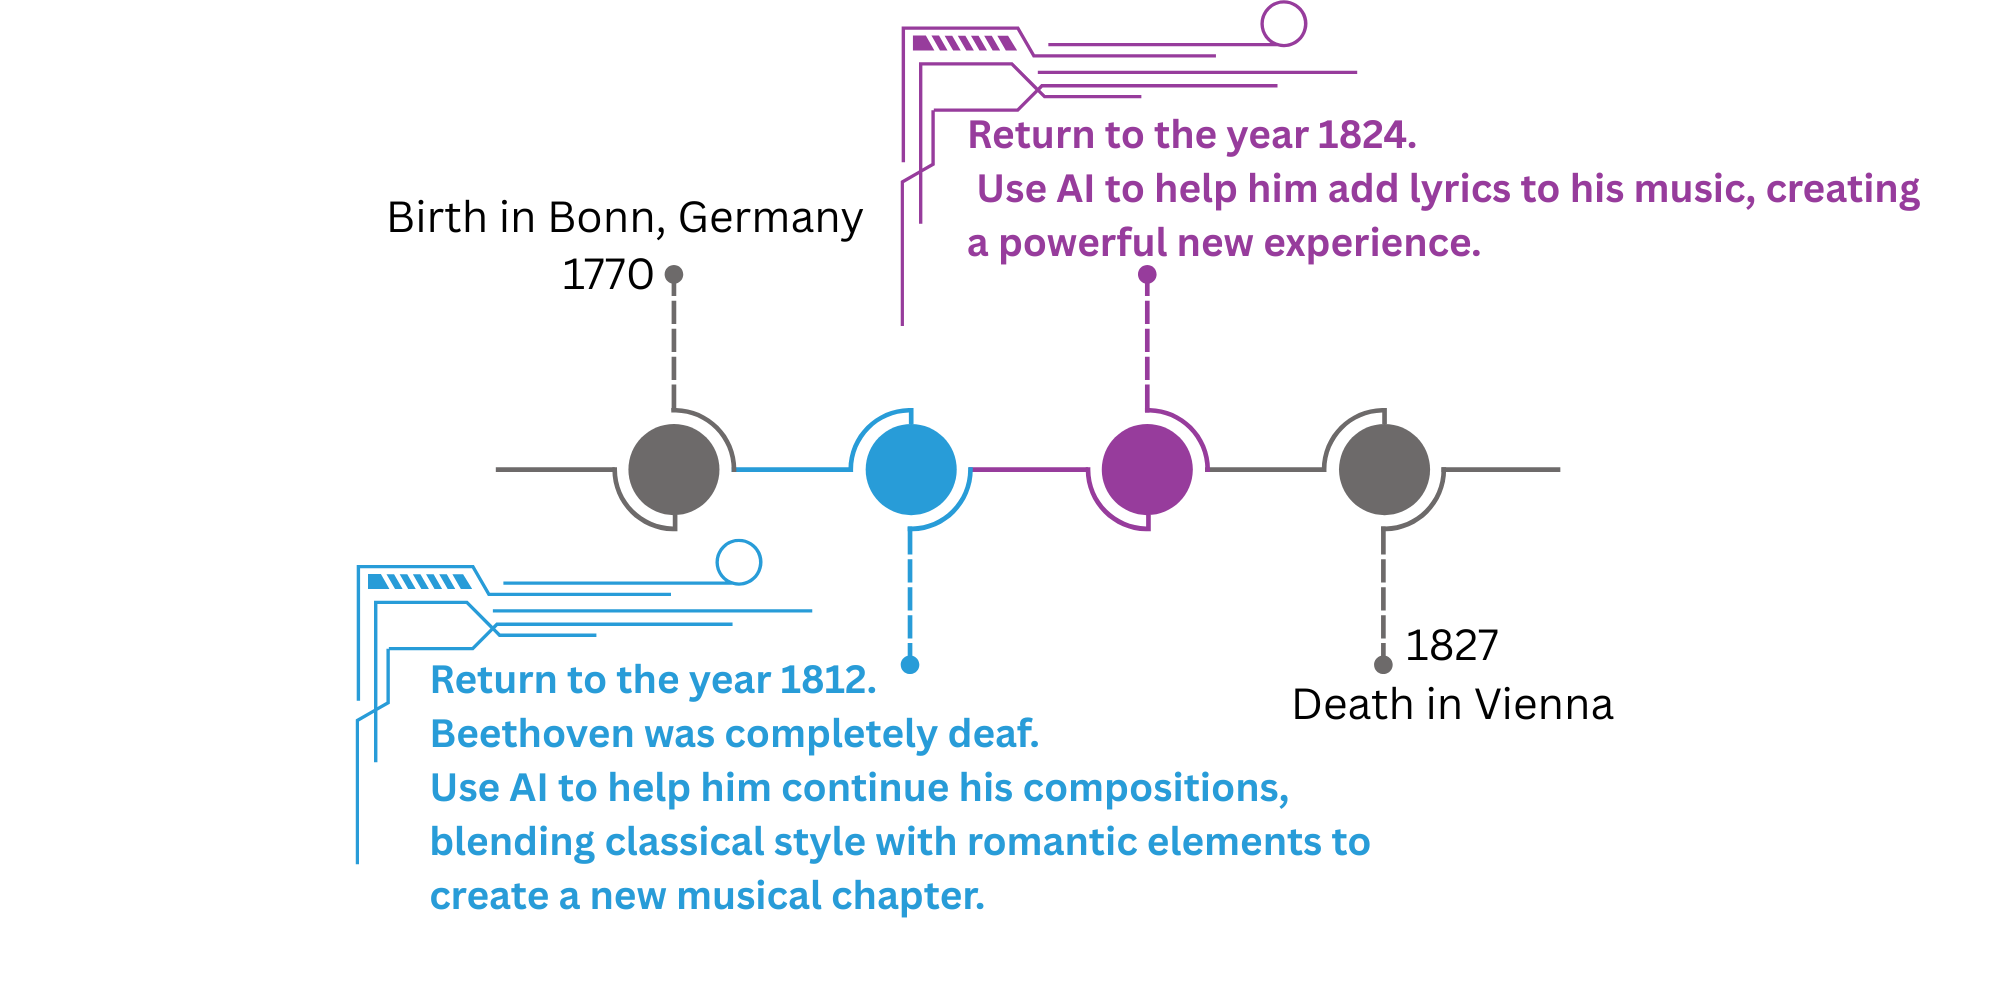 Birth in Bonn, Germany
1770
Return to the year 1812.
Beethoven was completely deaf.
Use AI to help him continue his compositions,
blending classical style with romantic elements to
create a new musical chapter.
Return to the year 1824.
Use AI to help him add lyrics to his music, creating
a powerful new experience.
1827
Death in Vienna